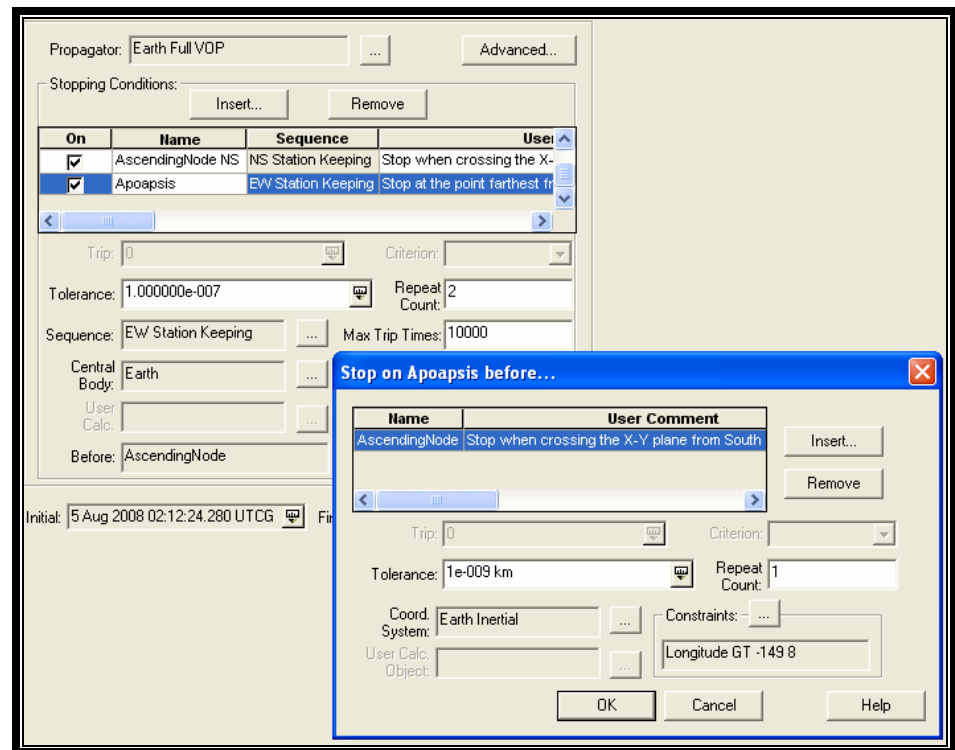 Propagator: Earth Full VOP ... Advanced...
Stopping Conditions:
Insert... Remove
On Name Sequence User
AscendingNode NS NS Station Keeping Stop when crossing the X-
Apoapsis EW Station Keeping Stop at the point farthest fr
Trip: 0 Criterion:
Tolerance: 1.000000e-007 Repeat Count: 2
Sequence: EW Station Keeping ... Max Trip Times: 10000
Central Body: Earth ...
User Calc. ...
Before: AscendingNode
Initial: 5 Aug 2008 02:12:24.280 UTCG Fir
Stop on Apoapsis before...
Name User Comment
AscendingNode Stop when crossing the X-Y plane from South
Insert...
Remove
Trip: 0 Criterion:
Tolerance: 1e-009 km Repeat Count: 1
Coord. System: Earth Inertial ...
User Calc. Object: ...
Constraints: ...
Longitude GT -149 8
OK Cancel Help